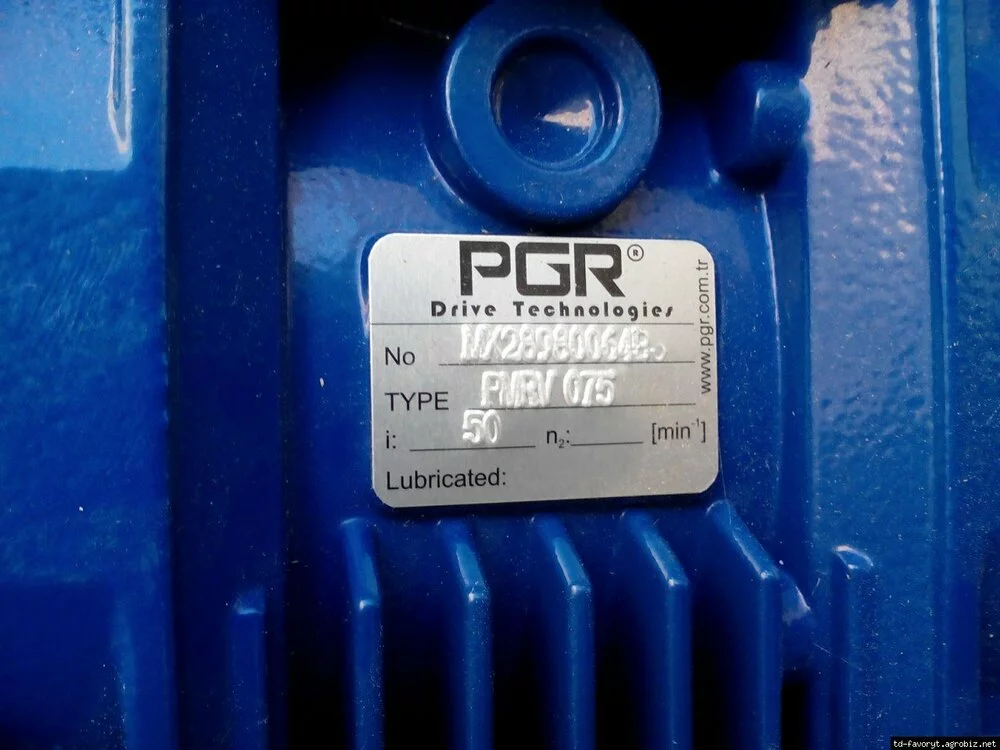 PGR®
Drive Technologies
No
TYPE PMRV 075
i: 50 n₂: [min⁻¹]
Lubricated:
www.pgr.com.tr
td-favoryt.agrobiz.net